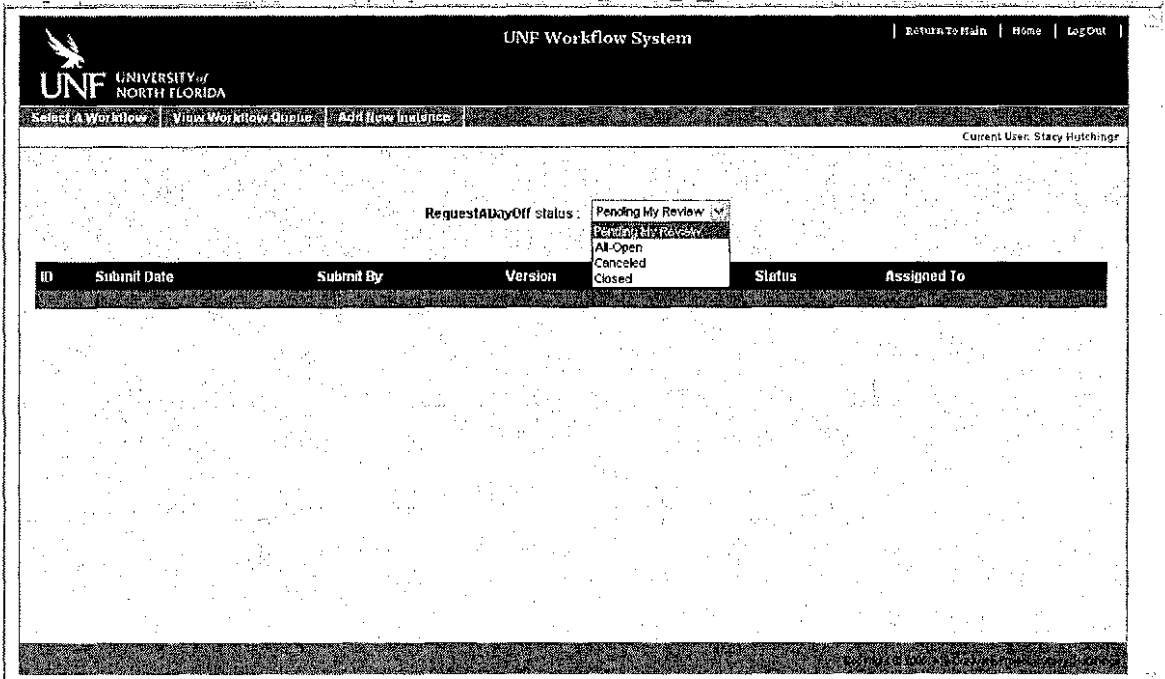 UNF Workflow System
Return To Main | Home | LogOut |
UNF UNIVERSITY of
NORTH FLORIDA
Select A Workflow | View Workflow Queue | Add New Instance
Current User: Stacy Hutchings
RequestADayOff status :
Pending My Review
Pending My Review
All-Open
Canceled
Closed
ID Submit Date Submit By Version Status Assigned To